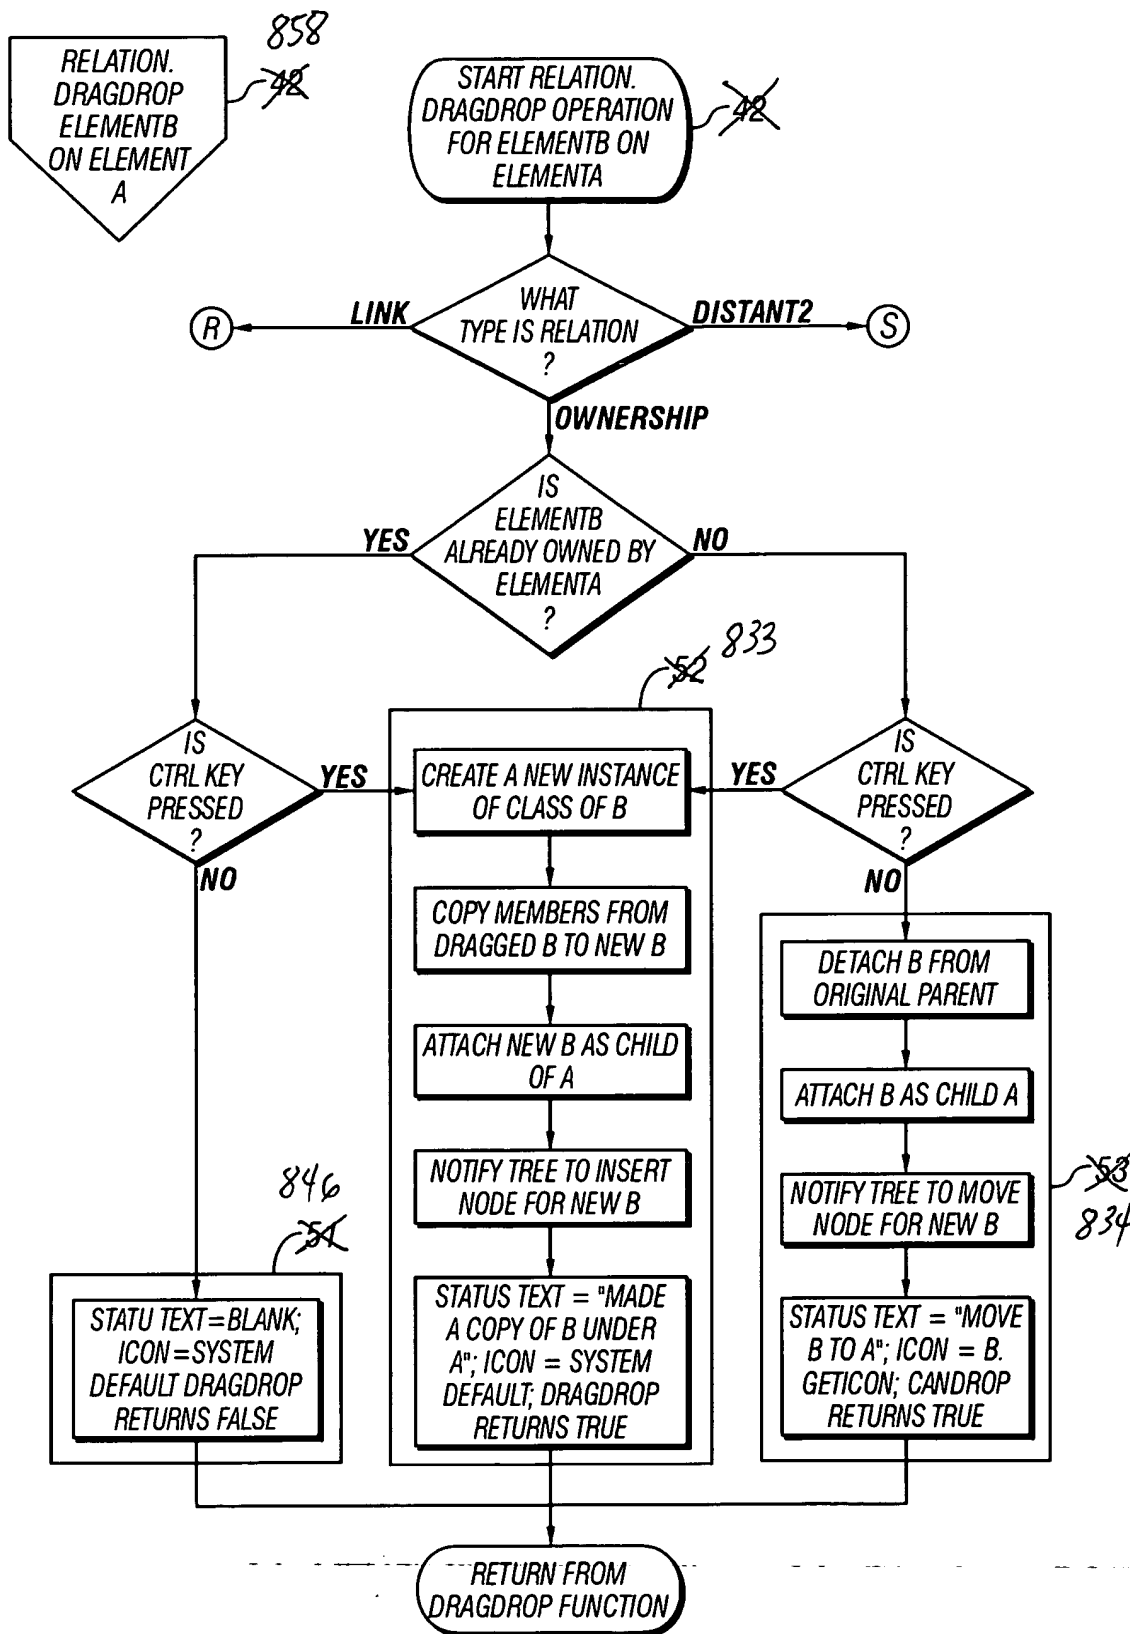 858
RELATION.
DRAGDROP
ELEMENTB
ON ELEMENT
A
42
START RELATION.
DRAGDROP OPERATION
FOR ELEMENTB ON
ELEMENTA
42
WHAT
TYPE IS RELATION
?
LINK
R
DISTANT2
S
OWNERSHIP
IS
ELEMENTB
ALREADY OWNED BY
ELEMENTA
?
YES
NO
52
833
IS
CTRL KEY
PRESSED
?
YES
NO
CREATE A NEW INSTANCE
OF CLASS OF B
YES
IS
CTRL KEY
PRESSED
?
NO
COPY MEMBERS FROM
DRAGGED B TO NEW B
ATTACH NEW B AS CHILD
OF A
NOTIFY TREE TO INSERT
NODE FOR NEW B
STATUS TEXT = "MADE
A COPY OF B UNDER
A"; ICON = SYSTEM
DEFAULT; DRAGDROP
RETURNS TRUE
DETACH B FROM
ORIGINAL PARENT
ATTACH B AS CHILD A
NOTIFY TREE TO MOVE
NODE FOR NEW B
53
834
STATUS TEXT = "MOVE
B TO A"; ICON = B.
GETICON; CANDROP
RETURNS TRUE
846
51
STATU TEXT=BLANK;
ICON=SYSTEM
DEFAULT DRAGDROP
RETURNS FALSE
RETURN FROM
DRAGDROP FUNCTION